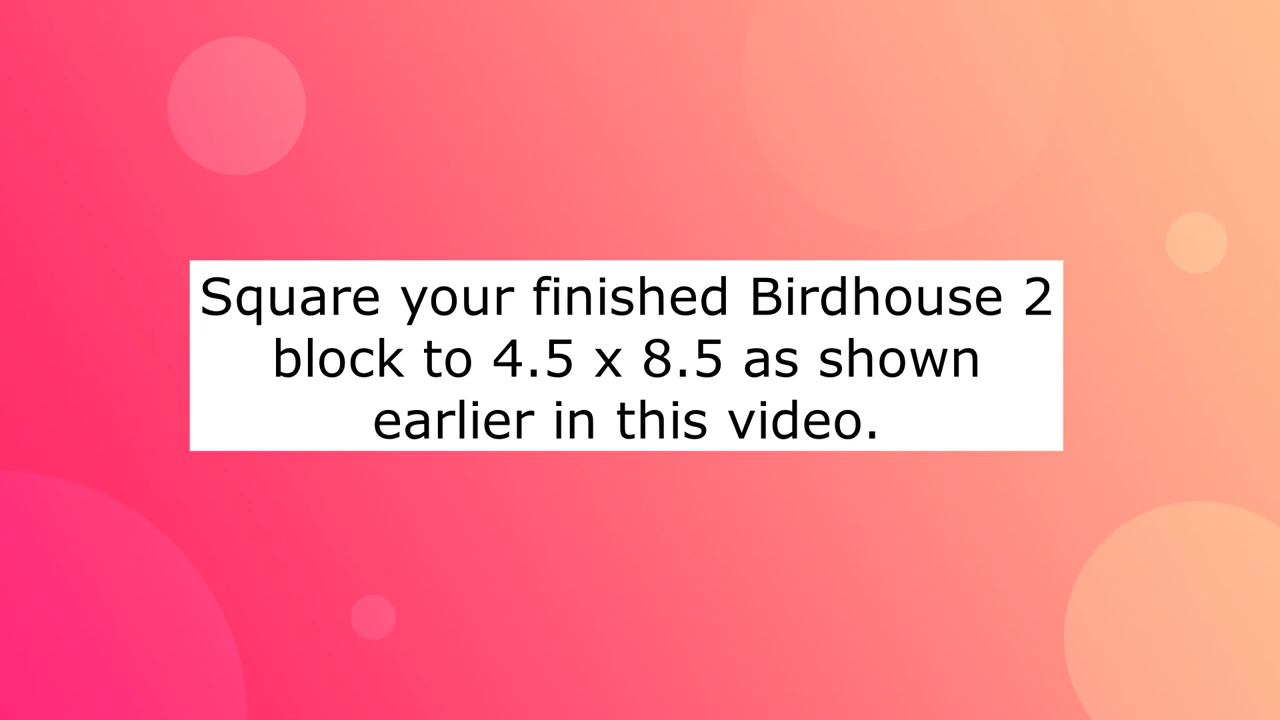 Square your finished Birdhouse 2
block to 4.5 x 8.5 as shown
earlier in this video.